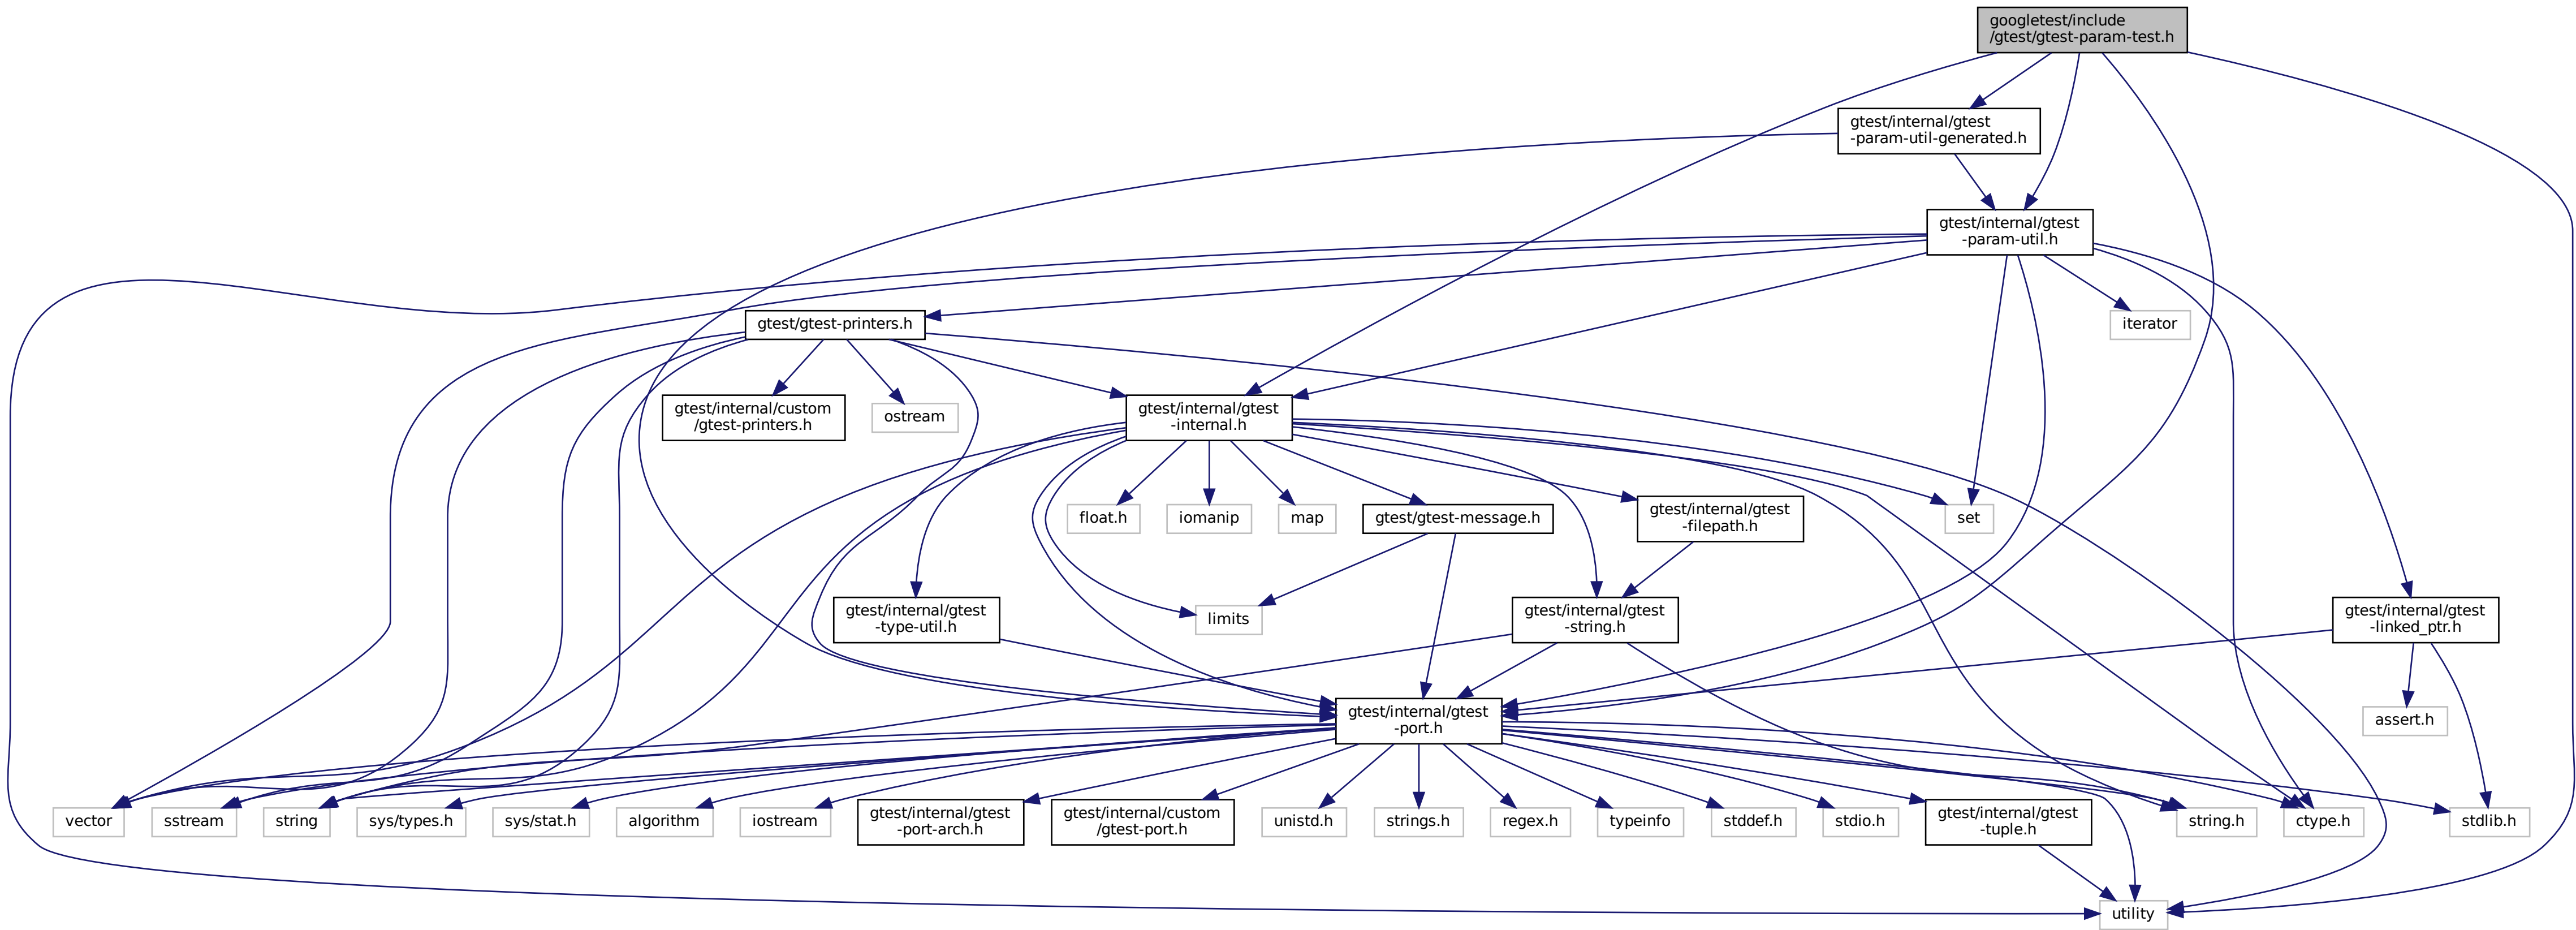 googletest/include
/gtest/gtest-param-test.h
gtest/internal/gtest
-param-util-generated.h
gtest/internal/gtest
-param-util.h
gtest/gtest-printers.h
iterator
gtest/internal/custom
/gtest-printers.h
ostream
gtest/internal/gtest
-internal.h
float.h
iomanip
map
gtest/gtest-message.h
gtest/internal/gtest
-filepath.h
set
gtest/internal/gtest
-type-util.h
limits
gtest/internal/gtest
-string.h
gtest/internal/gtest
-linked_ptr.h
gtest/internal/gtest
-port.h
assert.h
vector
sstream
string
sys/types.h
sys/stat.h
algorithm
iostream
gtest/internal/gtest
-port-arch.h
gtest/internal/custom
/gtest-port.h
unistd.h
strings.h
regex.h
typeinfo
stddef.h
stdio.h
gtest/internal/gtest
-tuple.h
string.h
ctype.h
stdlib.h
utility